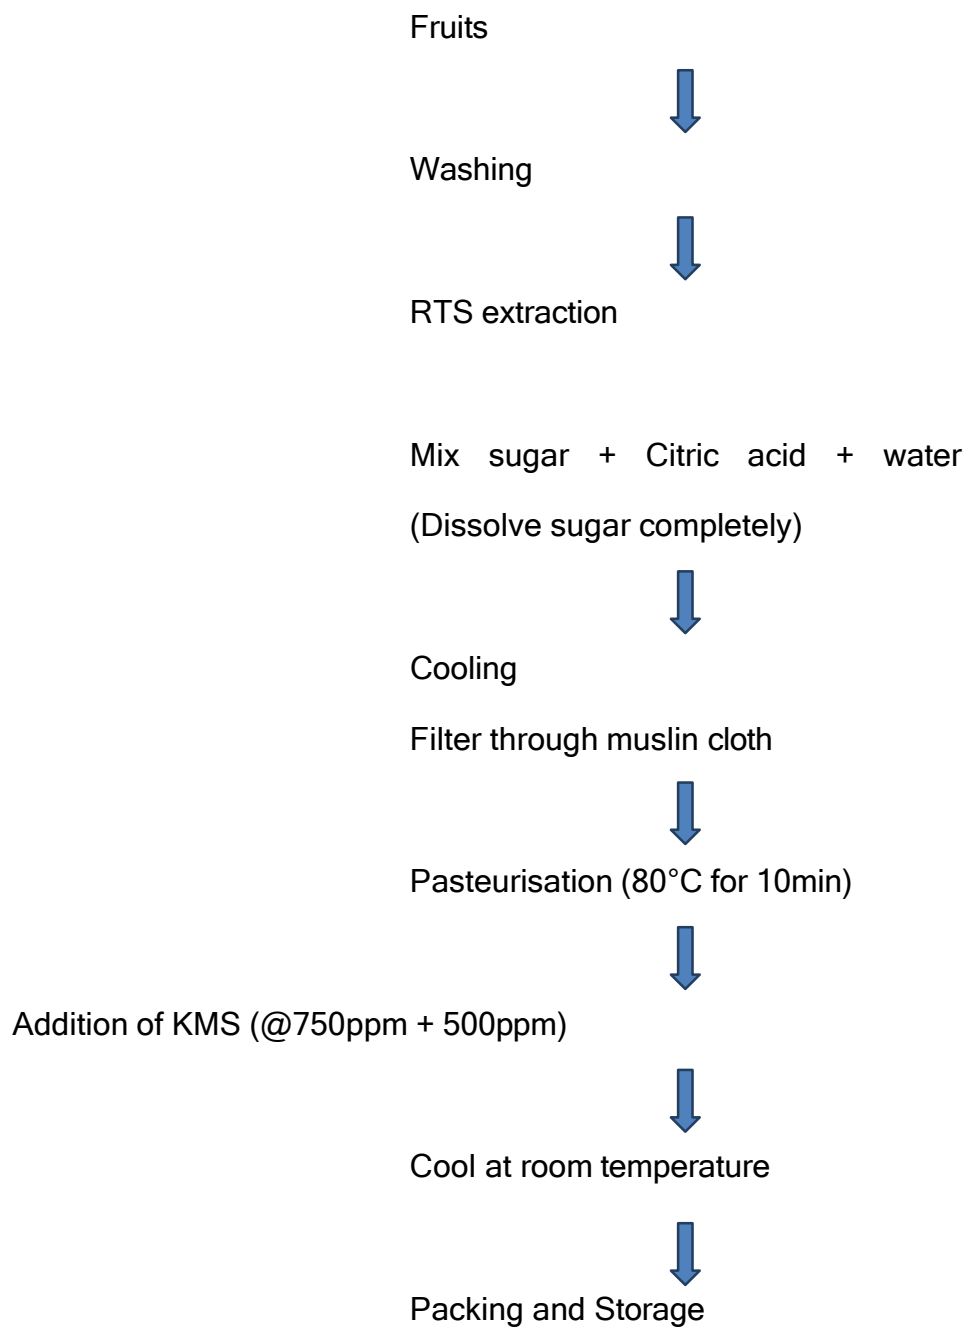 Fruits
Washing
RTS extraction
Mix sugar + Citric acid + water
(Dissolve sugar completely)
Cooling
Filter through muslin cloth
Pasteurisation (80°C for 10min)
Addition of KMS (@750ppm + 500ppm)
Cool at room temperature
Packing and Storage